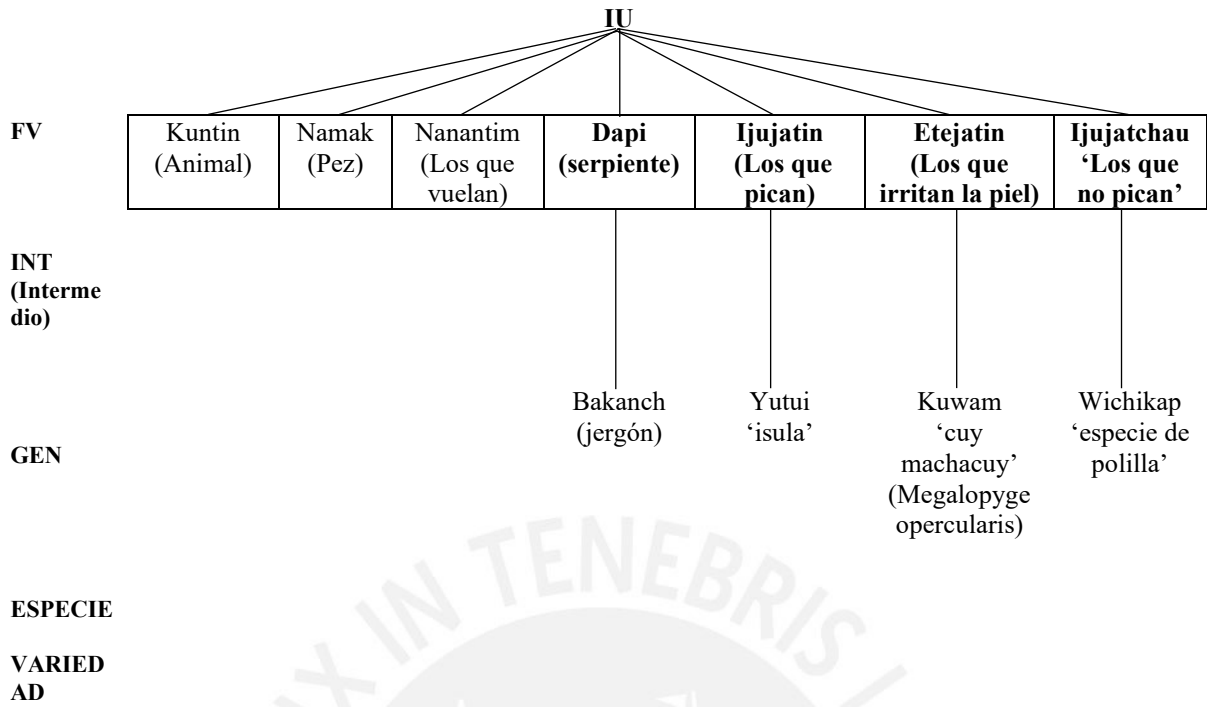 IU
FV
Kuntin
(Animal)
Namak
(Pez)
Nanantim
(Los que
vuelan)
Dapi
(serpiente)
Ijujatin
(Los que
pican)
Etejatin
(Los que
irritan la piel)
Ijujatchau
‘Los que
no pican’
INT
(Interme
dio)
GEN
Bakanch
(jergón)
Yutui
‘isula’
Kuwam
‘cuy
machacuy’
(Megalopyge
opercularis)
Wichikap
‘especie de
polilla’
ESPECIE
VARIED
AD
X IN TENEBRIS L